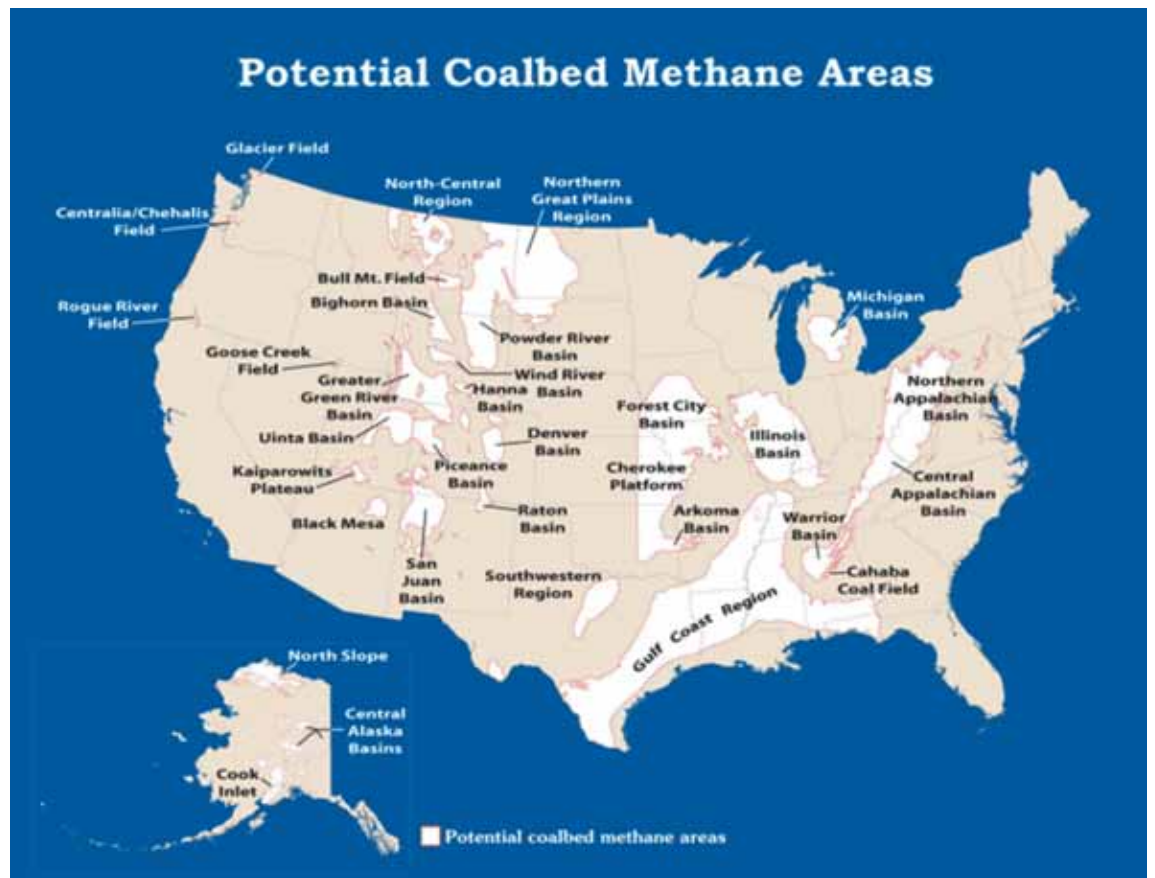 Potential Coalbed Methane Areas
Glacier Field
North-Central
Region
Northern
Great Plains
Region
Centralia/Chehalis
Field
Bull Mt. Field
Bighorn Basin
Rogue River
Field
Michigan
Basin
Goose Creek
Field
Powder River
Basin
Wind River
Basin
Greater
Green River
Basin
Hanna
Basin
Northern
Appalachian
Basin
Forest City
Basin
Uinta Basin
Denver
Basin
Illinois
Basin
Kaiparowits
Plateau
Piceance
Basin
Cherokee
Platform
Central
Appalachian
Basin
Black Mesa
Raton
Basin
Arkoma
Basin
Warrior
Basin
San
Juan
Basin
Southwestern
Region
Cahaba
Coal Field
Gulf Coast Region
North Slope
Central
Alaska
Basins
Cook
Inlet
Potential coalbed methane areas